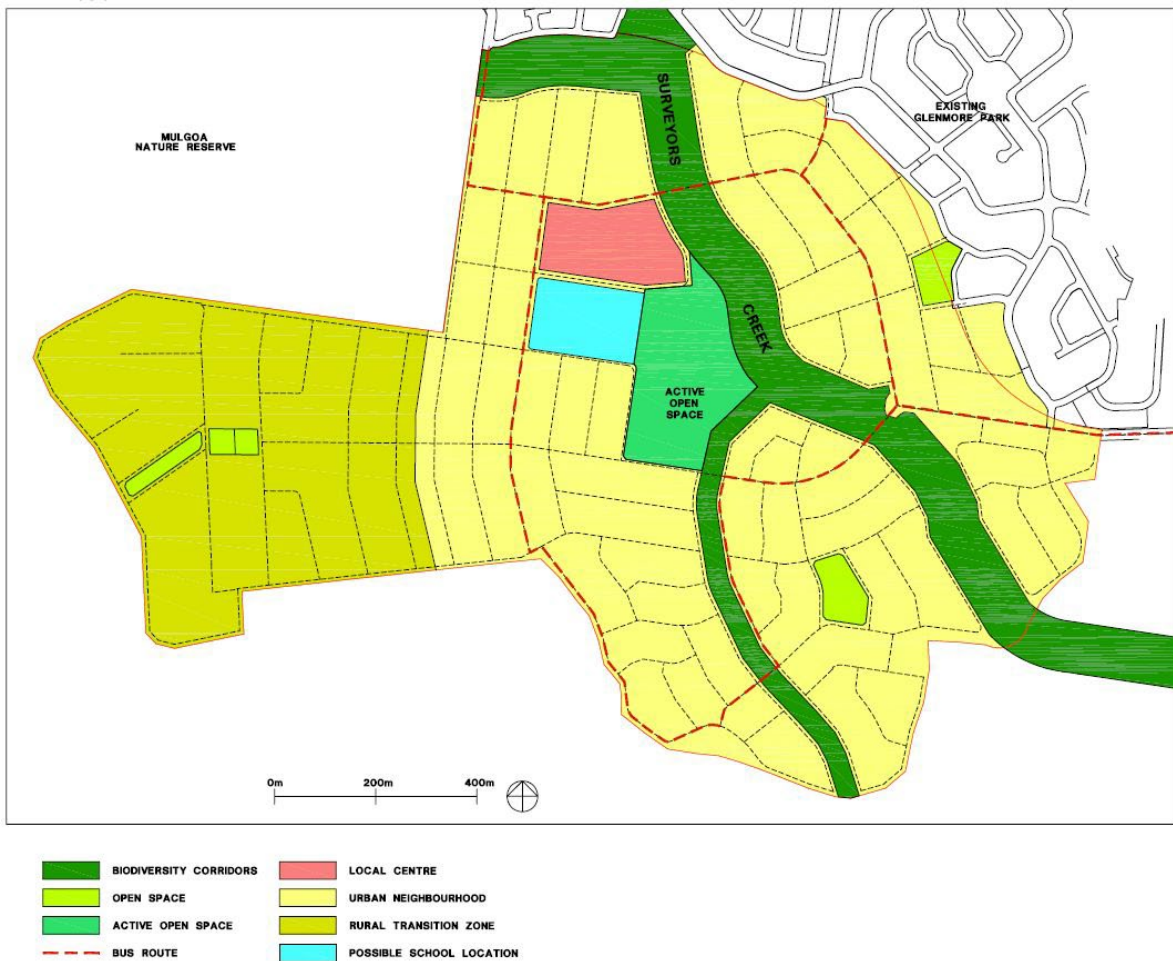 SURVEYORS
EXISTING
GLENMORE PARK
MULGOA
NATURE RESERVE
CREEK
ACTIVE
OPEN
SPACE
0m 200m 400m
BIODIVERSITY CORRIDORS
OPEN SPACE
ACTIVE OPEN SPACE
BUS ROUTE
LOCAL CENTRE
URBAN NEIGHBOURHOOD
RURAL TRANSITION ZONE
POSSIBLE SCHOOL LOCATION